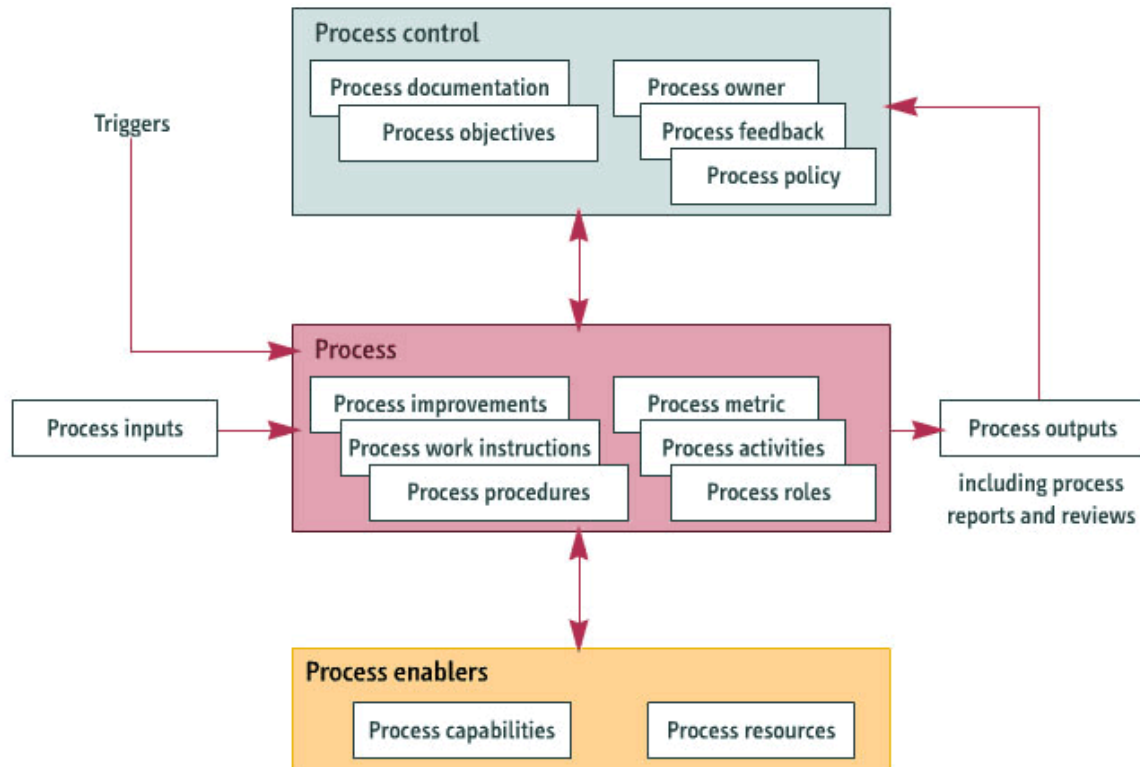 Process control
Process documentation
Process objectives
Process owner
Process feedback
Process policy
Triggers
Process
Process improvements
Process work instructions
Process procedures
Process metric
Process activities
Process roles
Process inputs
Process outputs
including process
reports and reviews
Process enablers
Process capabilities
Process resources